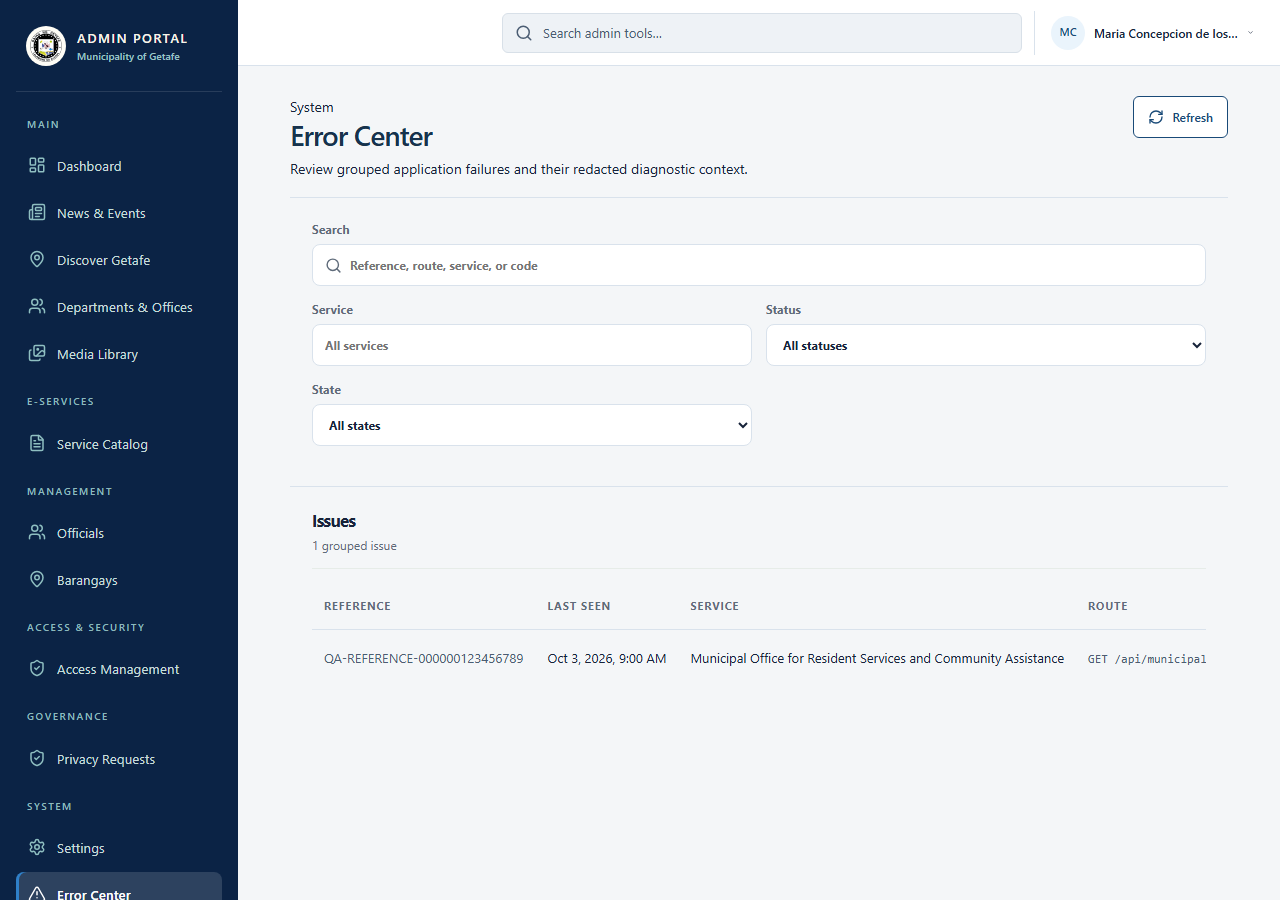 ADMIN PORTAL
Municipality of Getafe
MAIN
Dashboard
News & Events
Discover Getafe
Departments & Offices
Media Library
E-SERVICES
Service Catalog
MANAGEMENT
Officials
Barangays
ACCESS & SECURITY
Access Management
GOVERNANCE
Privacy Requests
SYSTEM
Settings
Error Center
Search admin tools...
MC
Maria Concepcion de los...
System
Error Center
Review grouped application failures and their redacted diagnostic context.
Refresh
Search
Reference, route, service, or code
Service
Status
All services
All statuses
State
All states
Issues
1 grouped issue
REFERENCE LAST SEEN SERVICE ROUTE
QA-REFERENCE-000000123456789 Oct 3, 2026, 9:00 AM Municipal Office for Resident Services and Community Assistance GET /api/municipal